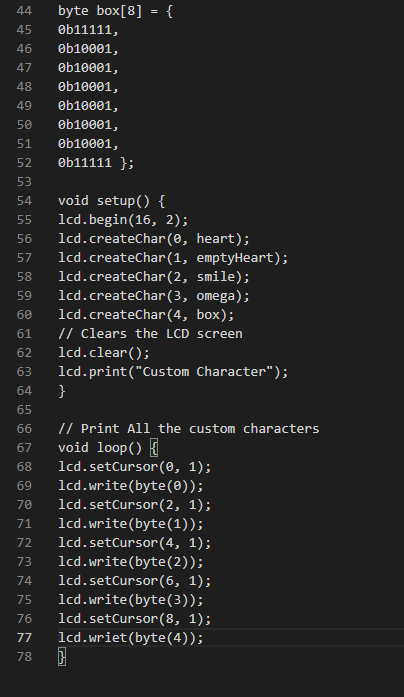 44 byte box[8] = {
45 0b11111,
46 0b10001,
47 0b10001,
48 0b10001,
49 0b10001,
50 0b10001,
51 0b10001,
52 0b11111 };
53
54 void setup() {
55 lcd.begin(16, 2);
56 lcd.createChar(0, heart);
57 lcd.createChar(1, emptyHeart);
58 lcd.createChar(2, smile);
59 lcd.createChar(3, omega);
60 lcd.createChar(4, box);
61 // Clears the LCD screen
62 lcd.clear();
63 lcd.print("Custom Character");
64 }
65
66 // Print All the custom characters
67 void loop() {
68 lcd.setCursor(0, 1);
69 lcd.write(byte(0));
70 lcd.setCursor(2, 1);
71 lcd.write(byte(1));
72 lcd.setCursor(4, 1);
73 lcd.write(byte(2));
74 lcd.setCursor(6, 1);
75 lcd.write(byte(3));
76 lcd.setCursor(8, 1);
77 lcd.wriet(byte(4));
78 }